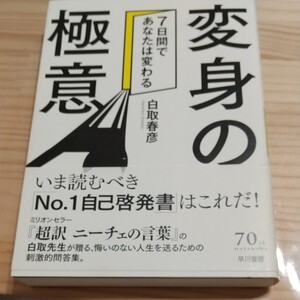 変身の
極意
7日間で
あなたは変わる
白取春彦
いま読むべき
「No.1自己啓発書」はこれだ!
ミリオンセラー
『超訳 ニーチェの言葉』の
白取先生が贈る、悔いのない人生を送るための
刺激的問答集。
70
早川書房